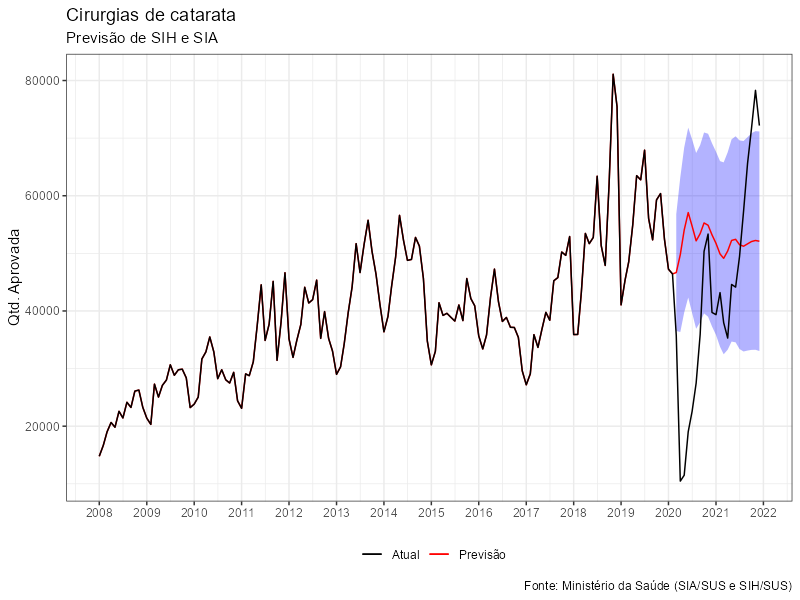 Cirurgias de catarata
Previsão de SIH e SIA
Qtd. Aprovada
80000
60000
40000
20000
2008 2009 2010 2011 2012 2013 2014 2015 2016 2017 2018 2019 2020 2021 2022
Atual Previsão
Fonte: Ministério da Saúde (SIA/SUS e SIH/SUS)